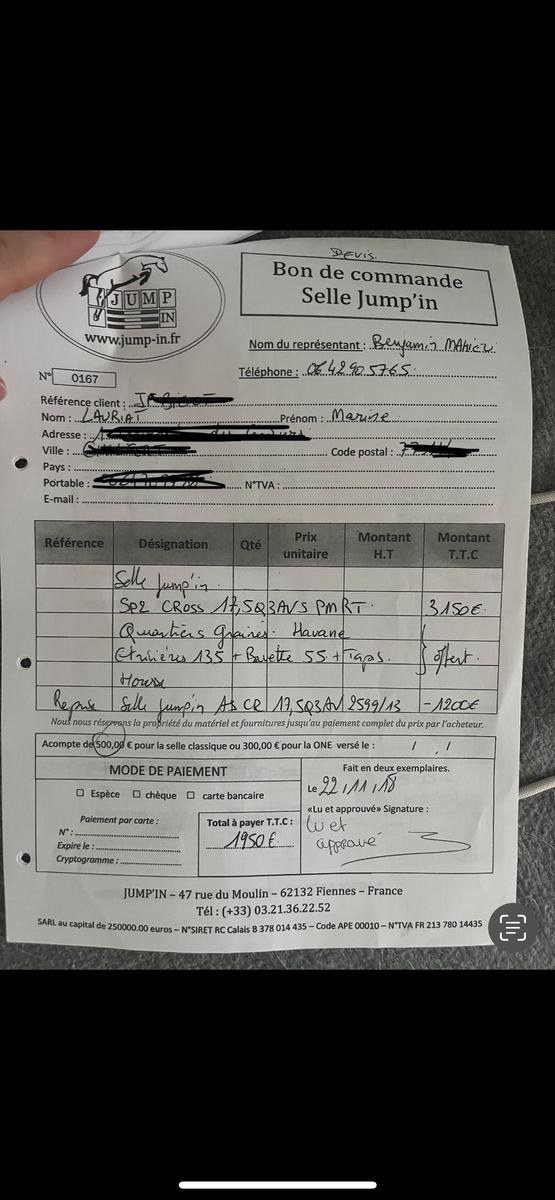 DEVIS.
Bon de commande
Selle Jump'in
JUMP
IN
www.jump-in.fr
Nom du représentant : Benjamin MAHIEU
Téléphone : 06 42 90 57 65.
N° 0167
Référence client :
Nom : LAURIAT Prénom : Marine
Adresse :
Ville : Code postal : 77
Pays :
Portable : N°TVA :
E-mail :
Référence Désignation Qté Prix unitaire Montant H.T Montant T.T.C
Selle Jump'in.
CROSS 17,5Q3AVS PMRT. 3150€.
Quartiers grainés. Havane
Etrivières 135 + 55 + Tapis. offert.
Housse
Reprise Selle Jump'in CR 17,5Q3AV 2599/13 -1200€
Nous nous réservons la propriété du matériel et fournitures jusqu'au paiement complet du prix par l'acheteur.
Acompte de 500,00 € pour la selle classique ou 300,00 € pour la ONE versé le : / /
MODE DE PAIEMENT
□ Espèce □ chèque □ carte bancaire
Paiement par carte :
N° :
Expire le :
Cryptogramme :
Total à payer T.T.C :
1950€.
Fait en deux exemplaires.
Le 22/11/18
«Lu et approuvé» Signature :
lu et
approuvé
JUMP'IN – 47 rue du Moulin – 62132 Fiennes – France
Tél : (+33) 03.21.36.22.52
SARL au capital de 250000.00 euros – N°SIRET RC Calais B 378 014 435 – Code APE 00010 – N°TVA FR 213 780 14435